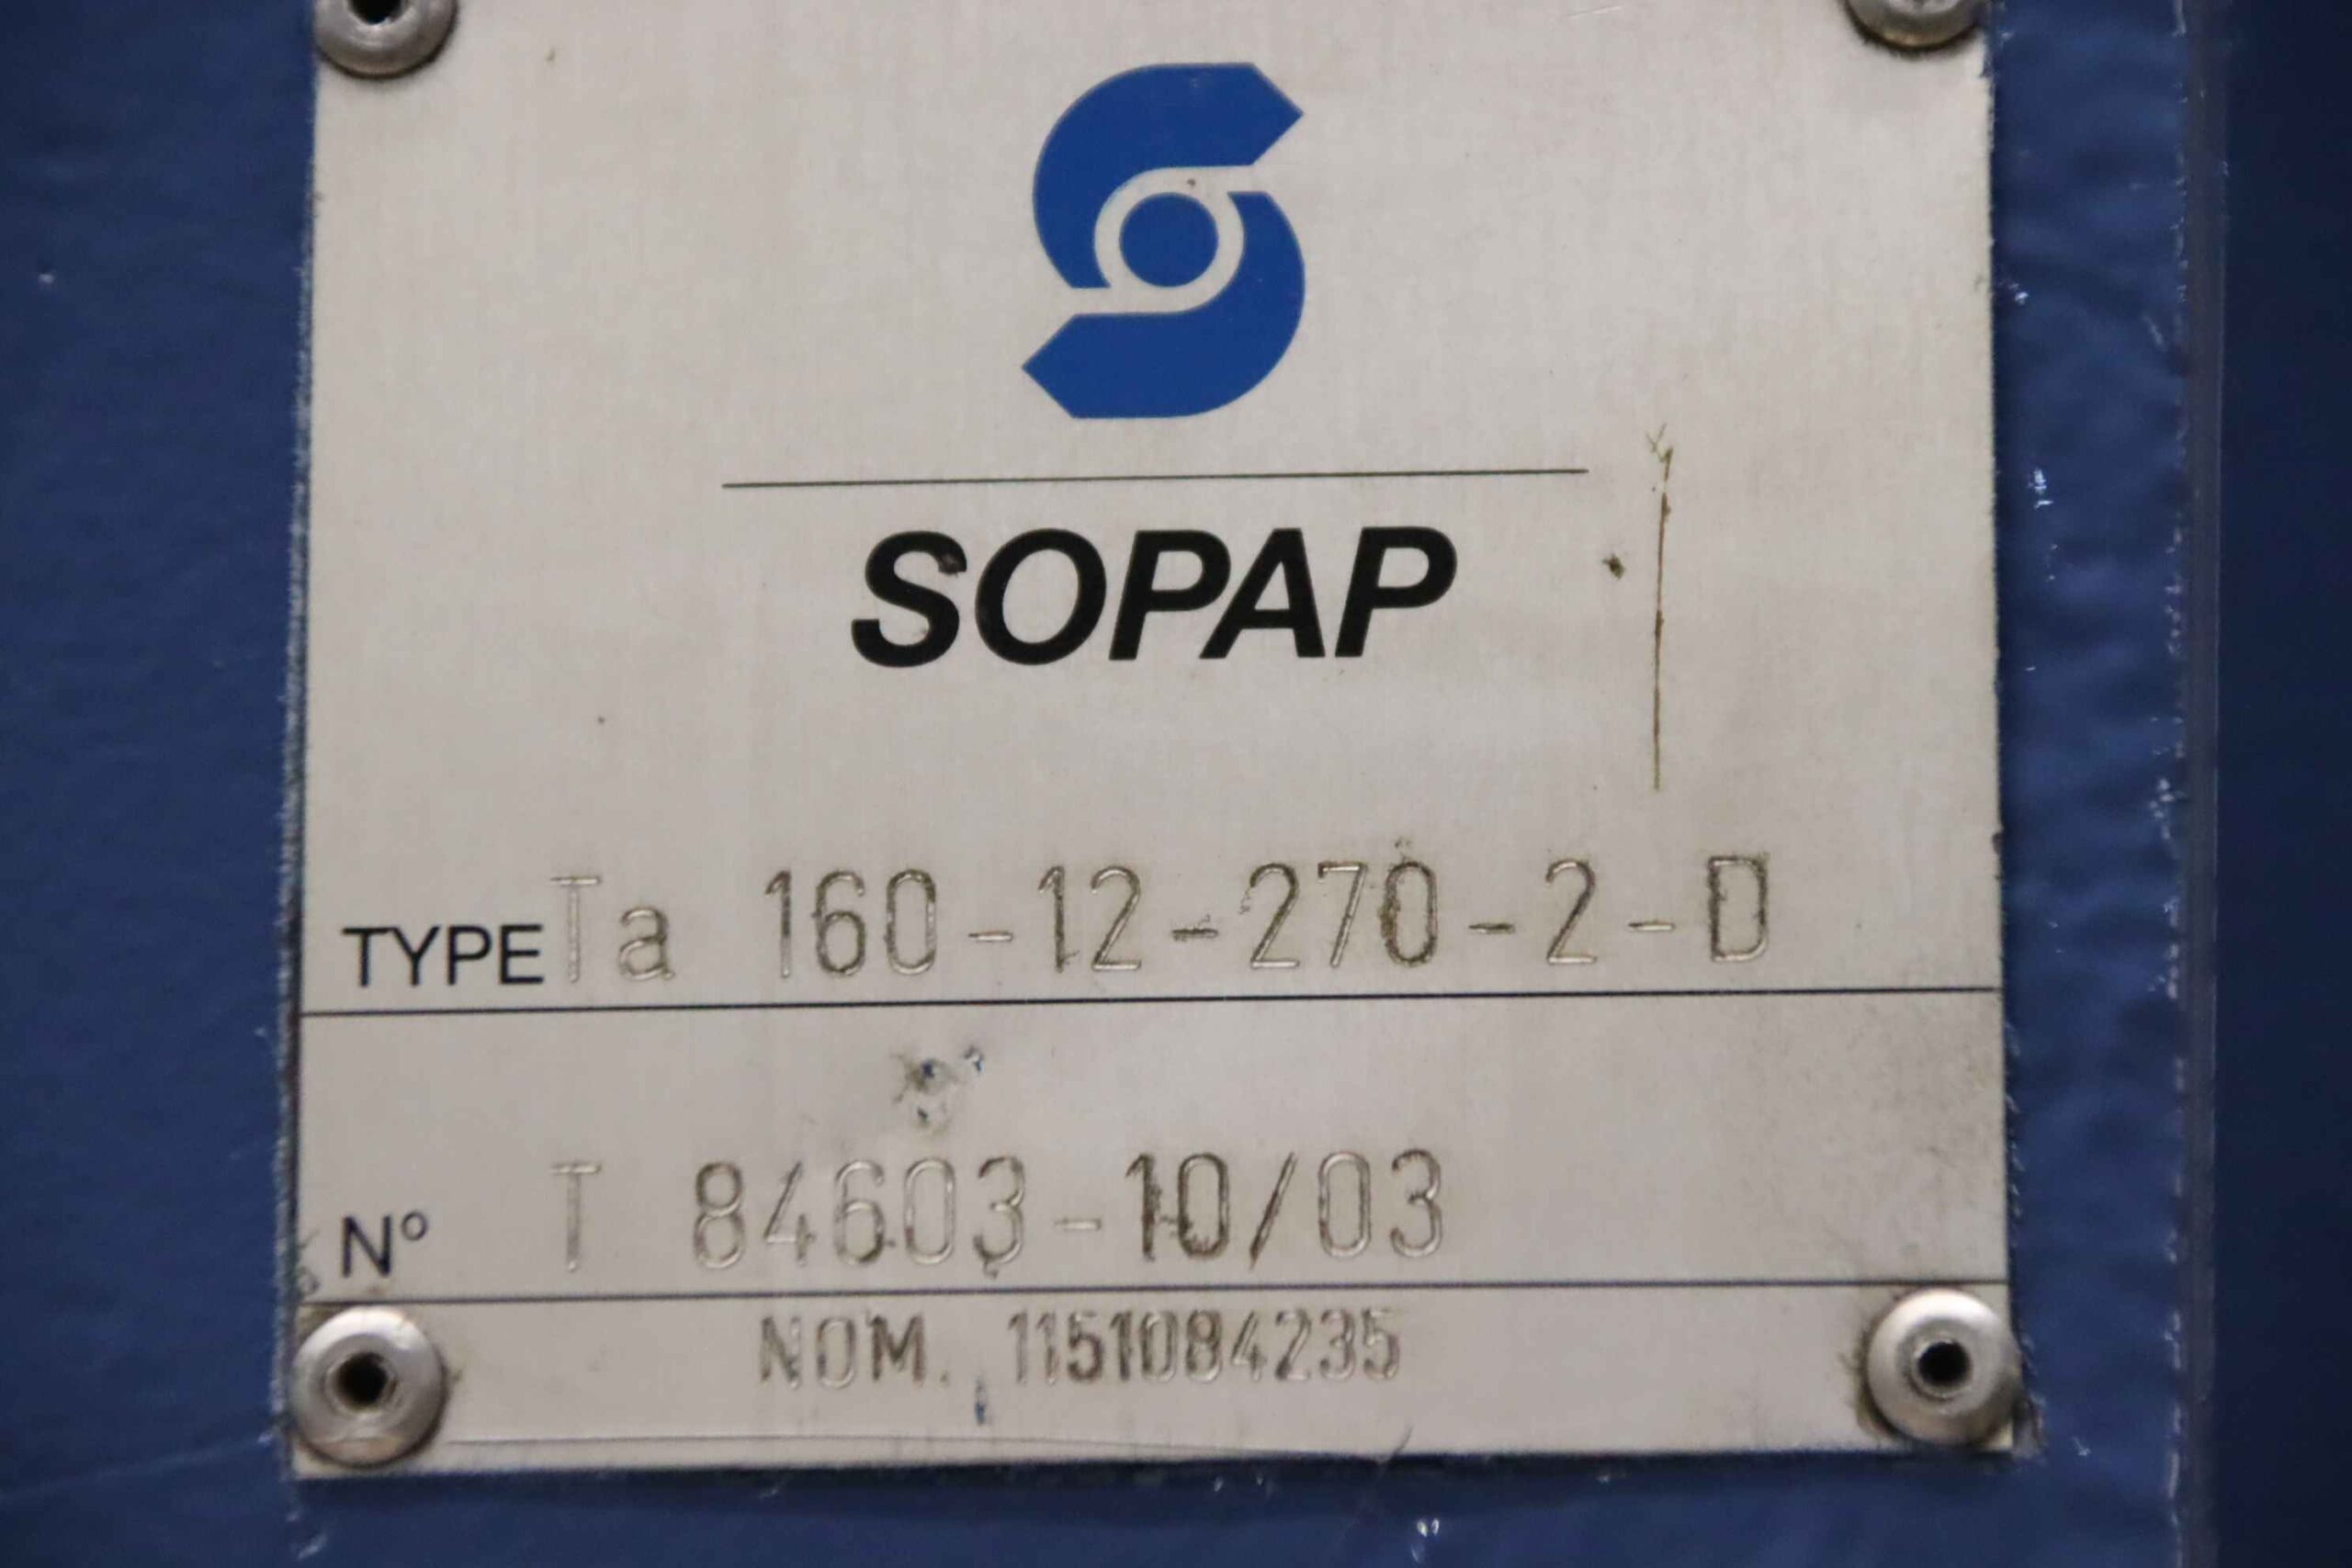 SOPAP
TYPE Ta 160-12-270-2-D
N° T 84603-10/03
NOM. 1151084235